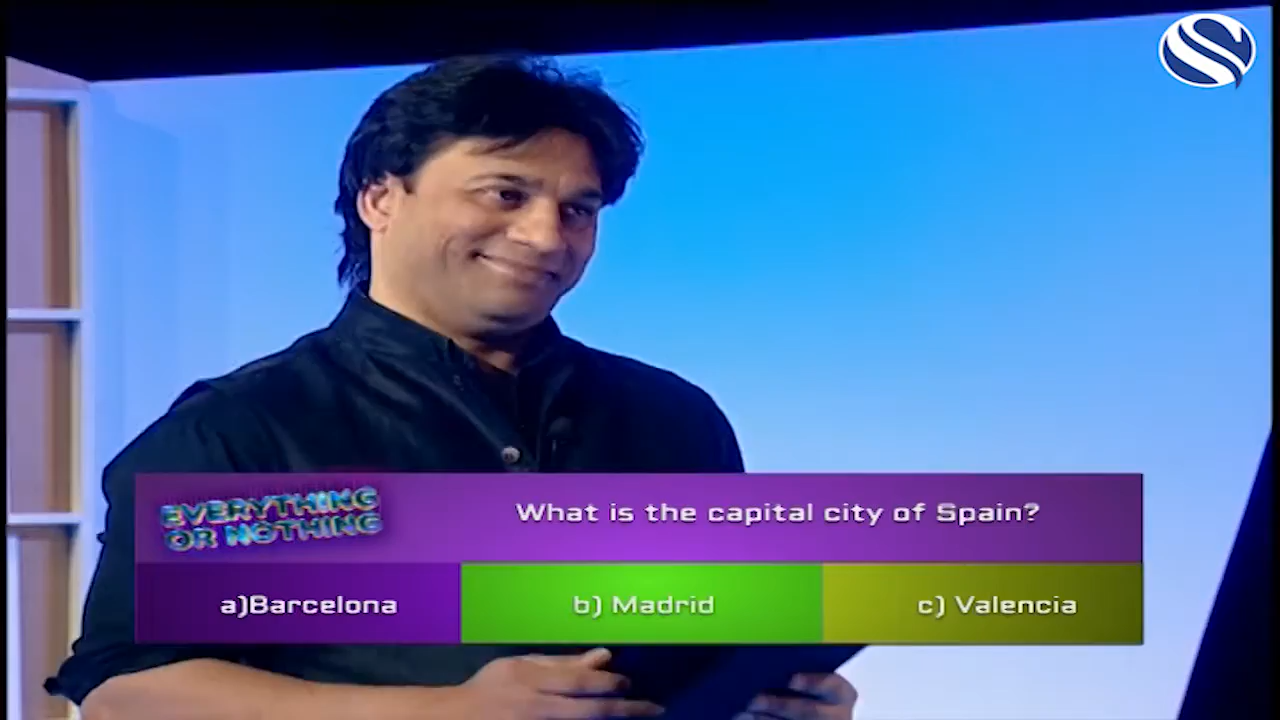 EVERYTHING
OR NOTHING
What is the capital city of Spain?
a)Barcelona
b) Madrid
c) Valencia